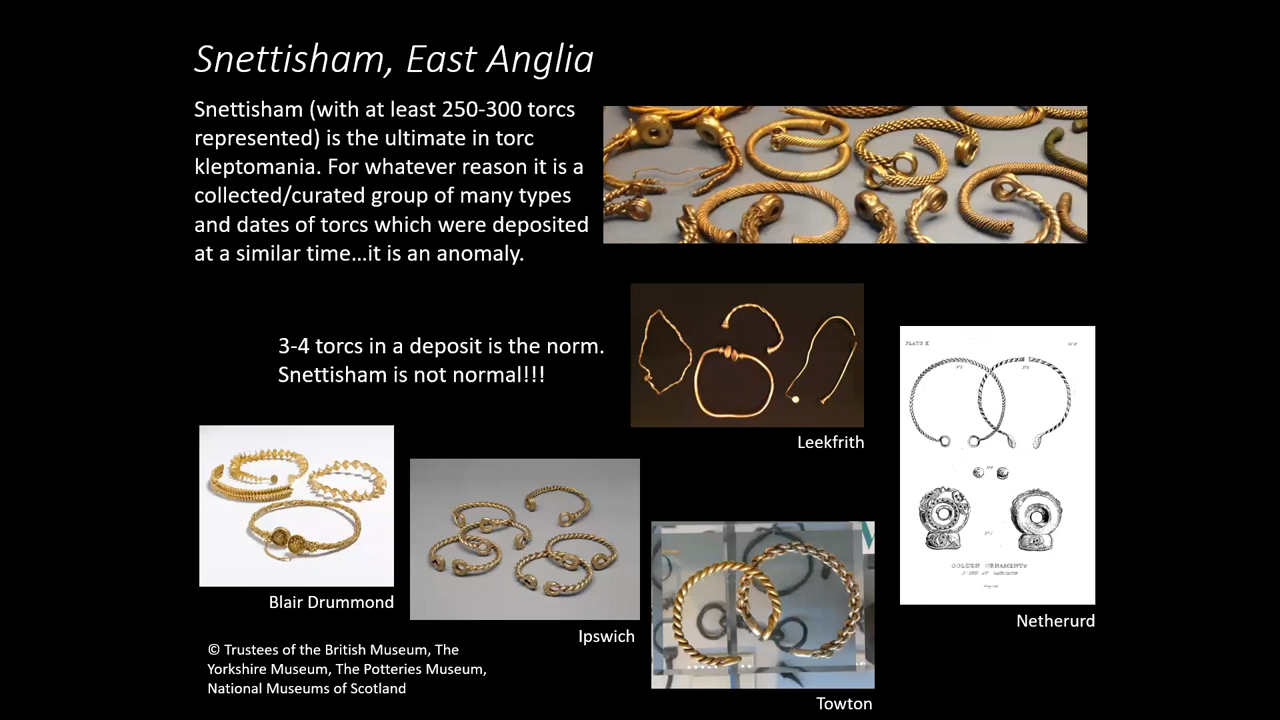 Snettisham, East Anglia
Snettisham (with at least 250-300 torcs
represented) is the ultimate in torc
kleptomania. For whatever reason it is a
collected/curated group of many types
and dates of torcs which were deposited
at a similar time…it is an anomaly.
3-4 torcs in a deposit is the norm.
Snettisham is not normal!!!
Leekfrith
PLATE X
GOLDEN ORNAMENTS
Blair Drummond
Ipswich
Netherurd
Towton
© Trustees of the British Museum, The
Yorkshire Museum, The Potteries Museum,
National Museums of Scotland